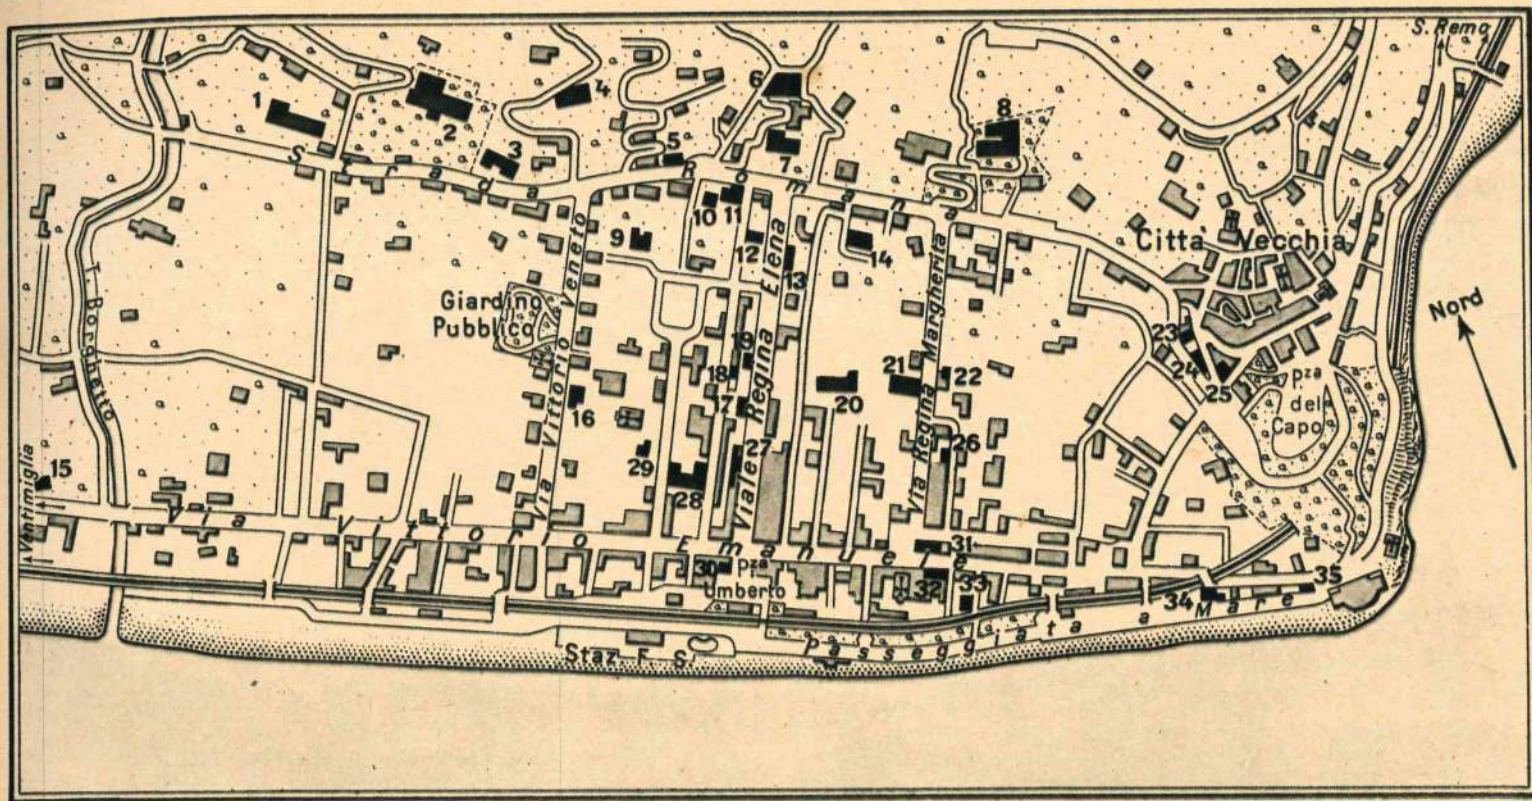 S. Remo
6
4
1
8
2
5
3
7
Strada Romana
10
11
9
12
14
Città Vecchia
13
Via Vittorio Veneto
Viale Regina Elena
Via Regina Margherita
T. Borghetto
Giardino
Pubblico
Nord
23
19
24
21
22
18
25
16
20
17
pza
del
Capo
26
27
29
15
28
Ventimiglia
Via Vittorio Emanuele
31
30
pza
Umberto
32
33
35
34
Passeggiata a Mare
Staz. F. S.